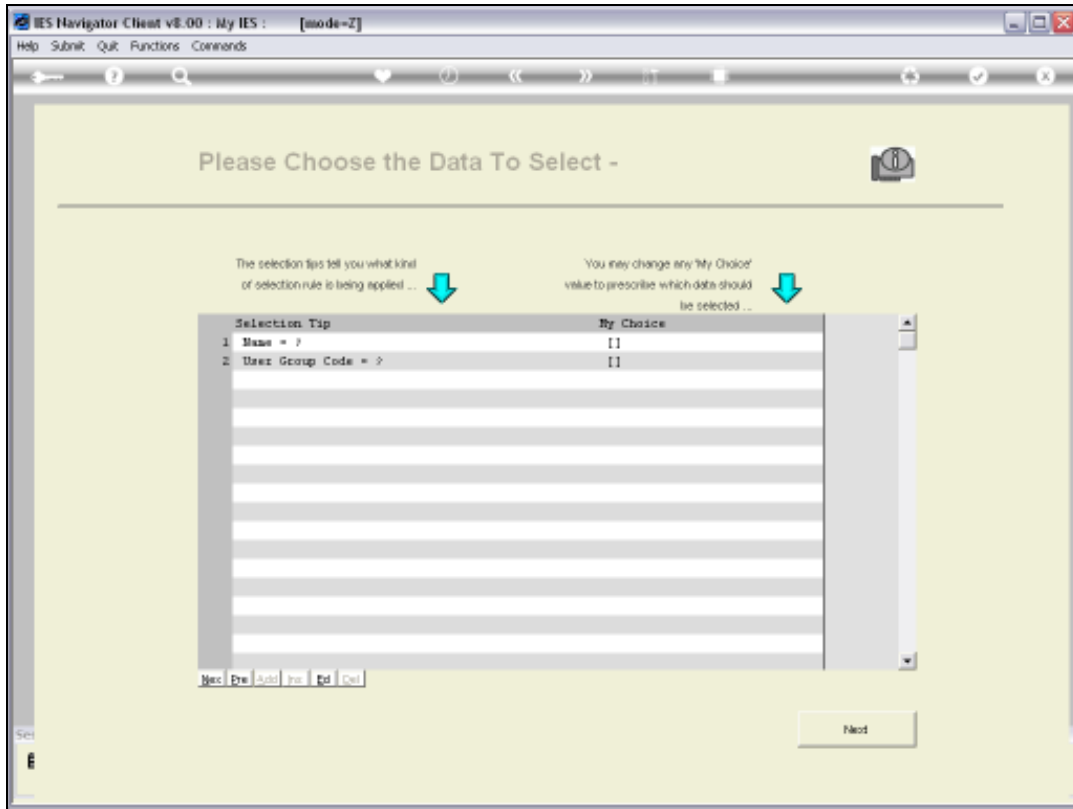 IES Navigator Client v8.00 : My IES : [mode=Z]
Help Submit Quit Functions Commands
Please Choose the Data To Select -
The selection tips tell you what kind
of selection rule is being applied ...
You may change any 'My Choice'
value to prescribe which data should
be selected ...
Selection Tip My Choice
1 Name = ? []
2 User Group Code = ? []
Nex Pre Add Ins Ed Del
Next